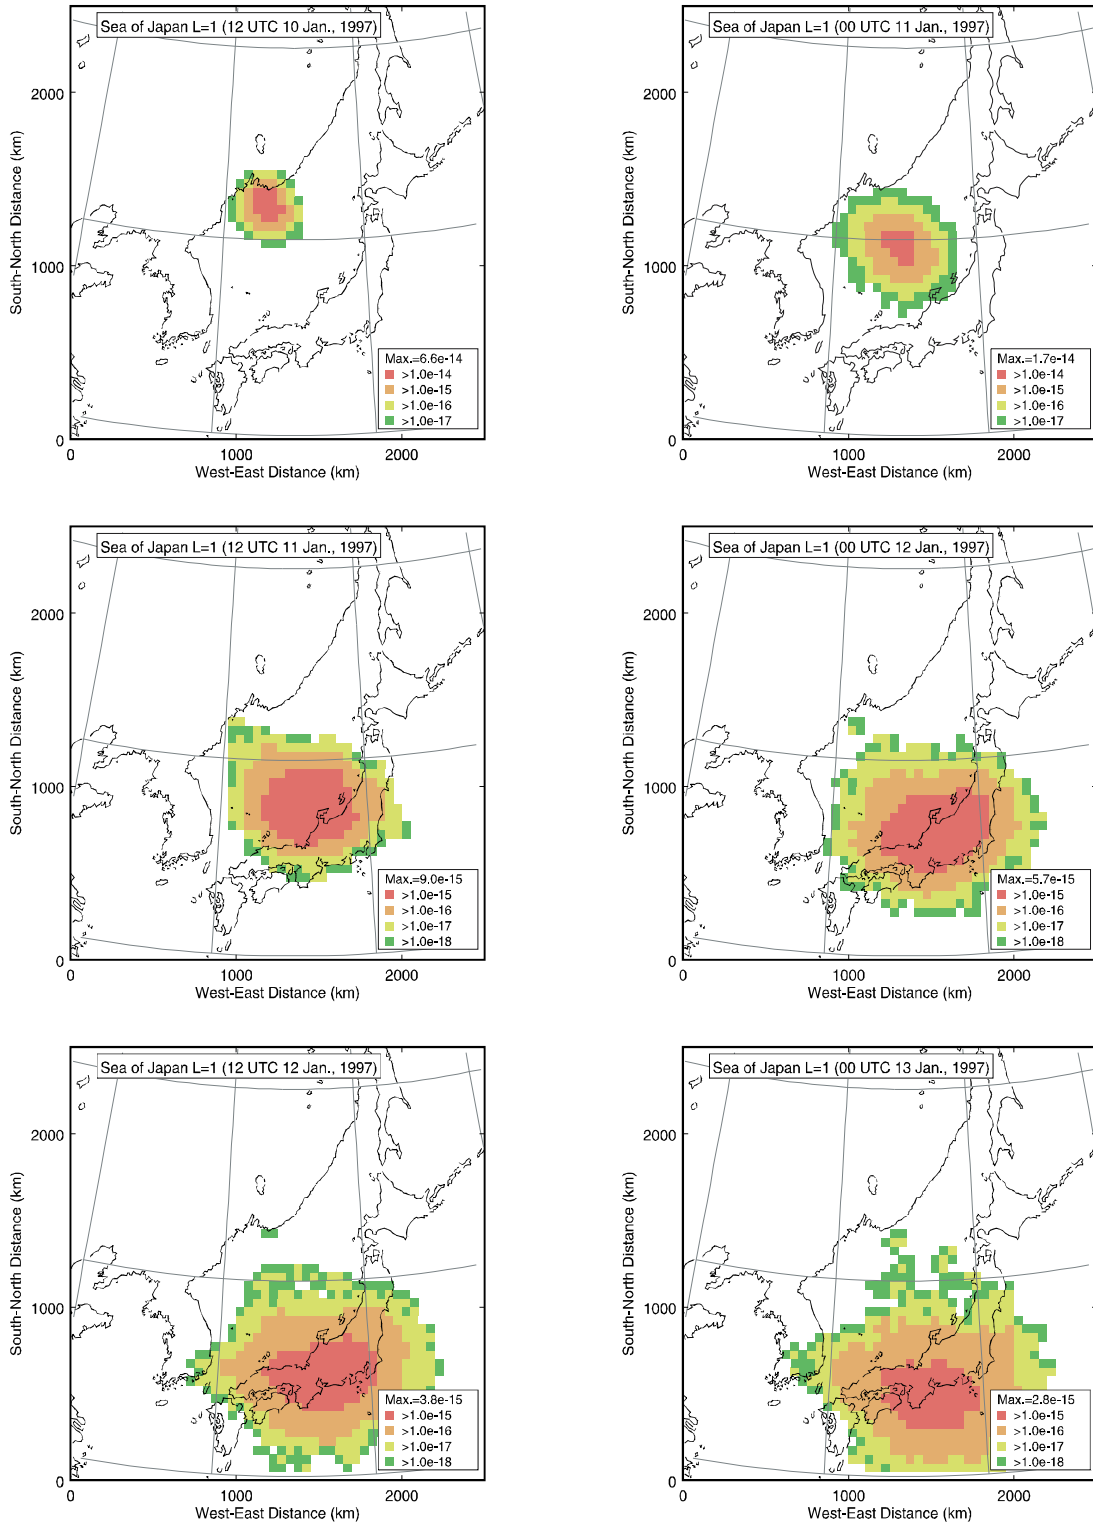 Sea of Japan L=1 (12 UTC 10 Jan., 1997)
South-North Distance (km)
2000
1000
0
Max.=6.6e-14
>1.0e-14
>1.0e-15
>1.0e-16
>1.0e-17
0
1000
2000
West-East Distance (km)
Sea of Japan L=1 (00 UTC 11 Jan., 1997)
South-North Distance (km)
2000
1000
0
Max.=1.7e-14
>1.0e-14
>1.0e-15
>1.0e-16
>1.0e-17
0
1000
2000
West-East Distance (km)
Sea of Japan L=1 (12 UTC 11 Jan., 1997)
South-North Distance (km)
2000
1000
0
Max.=9.0e-15
>1.0e-15
>1.0e-16
>1.0e-17
>1.0e-18
0
1000
2000
West-East Distance (km)
Sea of Japan L=1 (00 UTC 12 Jan., 1997)
South-North Distance (km)
2000
1000
0
Max.=5.7e-15
>1.0e-15
>1.0e-16
>1.0e-17
>1.0e-18
0
1000
2000
West-East Distance (km)
Sea of Japan L=1 (12 UTC 12 Jan., 1997)
South-North Distance (km)
2000
1000
0
Max.=3.8e-15
>1.0e-15
>1.0e-16
>1.0e-17
>1.0e-18
0
1000
2000
West-East Distance (km)
Sea of Japan L=1 (00 UTC 13 Jan., 1997)
South-North Distance (km)
2000
1000
0
Max.=2.8e-15
>1.0e-15
>1.0e-16
>1.0e-17
>1.0e-18
0
1000
2000
West-East Distance (km)